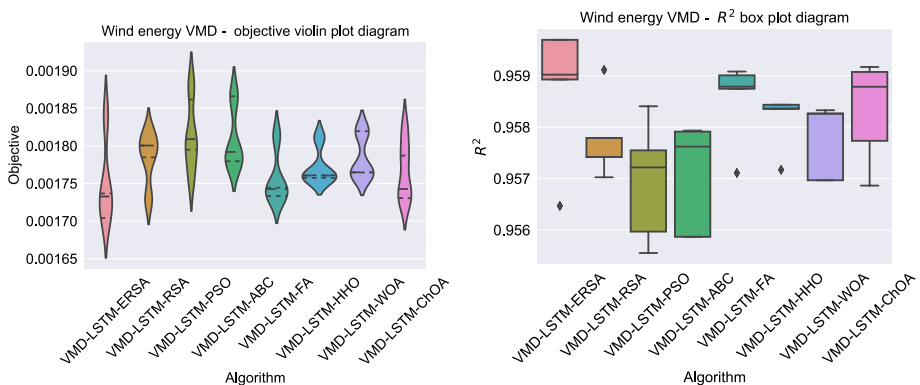 Wind energy VMD - objective violin plot diagram
0.00190
0.00185
0.00180
0.00175
0.00170
0.00165
Objective
VMD-LSTM-ERSA
VMD-LSTM-RSA
VMD-LSTM-PSO
VMD-LSTM-ABC
VMD-LSTM-FA
VMD-LSTM-HHO
VMD-LSTM-WOA
VMD-LSTM-ChOA
Algorithm
Wind energy VMD - R² box plot diagram
0.959
0.958
0.957
0.956
R²
VMD-LSTM-ERSA
VMD-LSTM-RSA
VMD-LSTM-PSO
VMD-LSTM-ABC
VMD-LSTM-FA
VMD-LSTM-HHO
VMD-LSTM-WOA
VMD-LSTM-ChOA
Algorithm